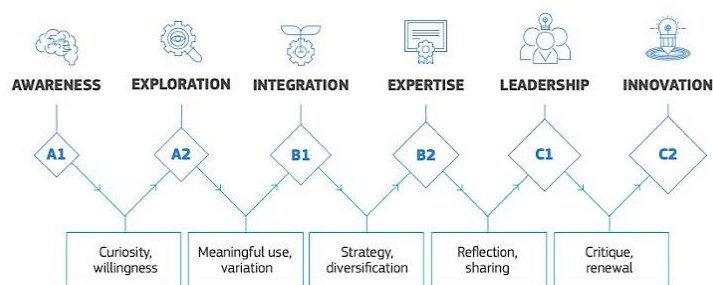 AWARENESS
EXPLORATION
INTEGRATION
EXPERTISE
LEADERSHIP
INNOVATION
A1
A2
B1
B2
C1
C2
Curiosity,
willingness
Meaningful use,
variation
Strategy,
diversification
Reflection,
sharing
Critique,
renewal